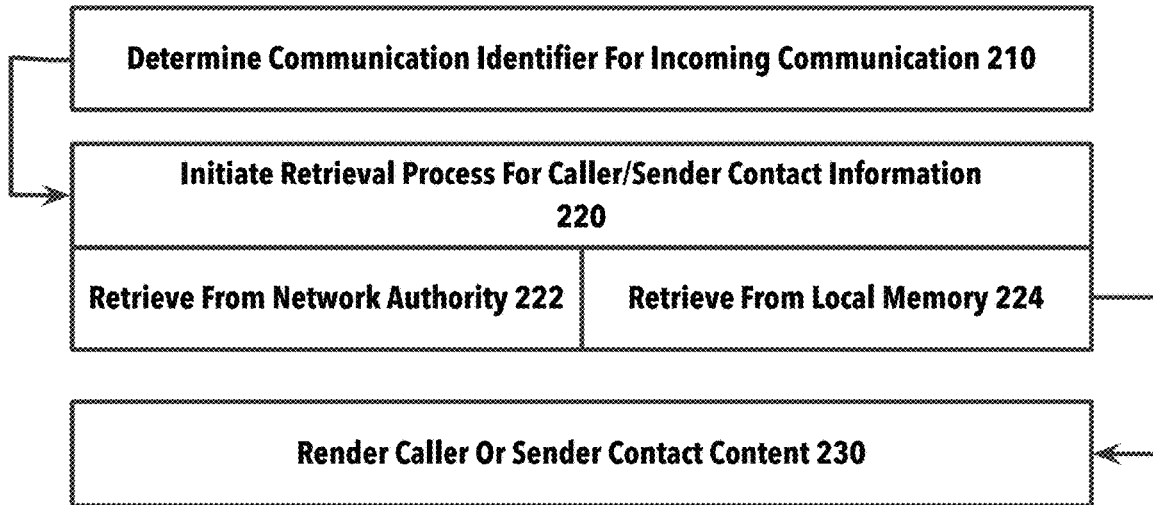 Determine Communication Identifier For Incoming Communication 210
Initiate Retrieval Process For Caller/Sender Contact Information
220
Retrieve From Network Authority 222
Retrieve From Local Memory 224
Render Caller Or Sender Contact Content 230